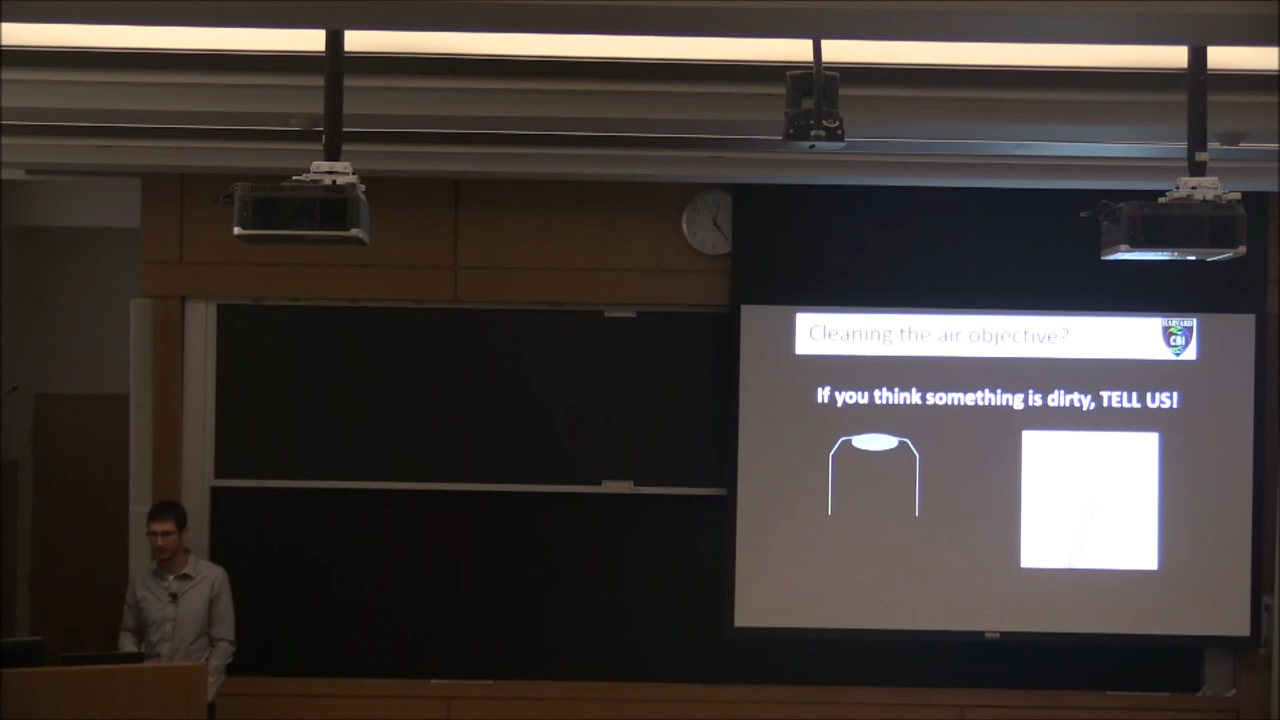 Cleaning the air objective?
HARVARD
CBI
If you think something is dirty, TELL US!